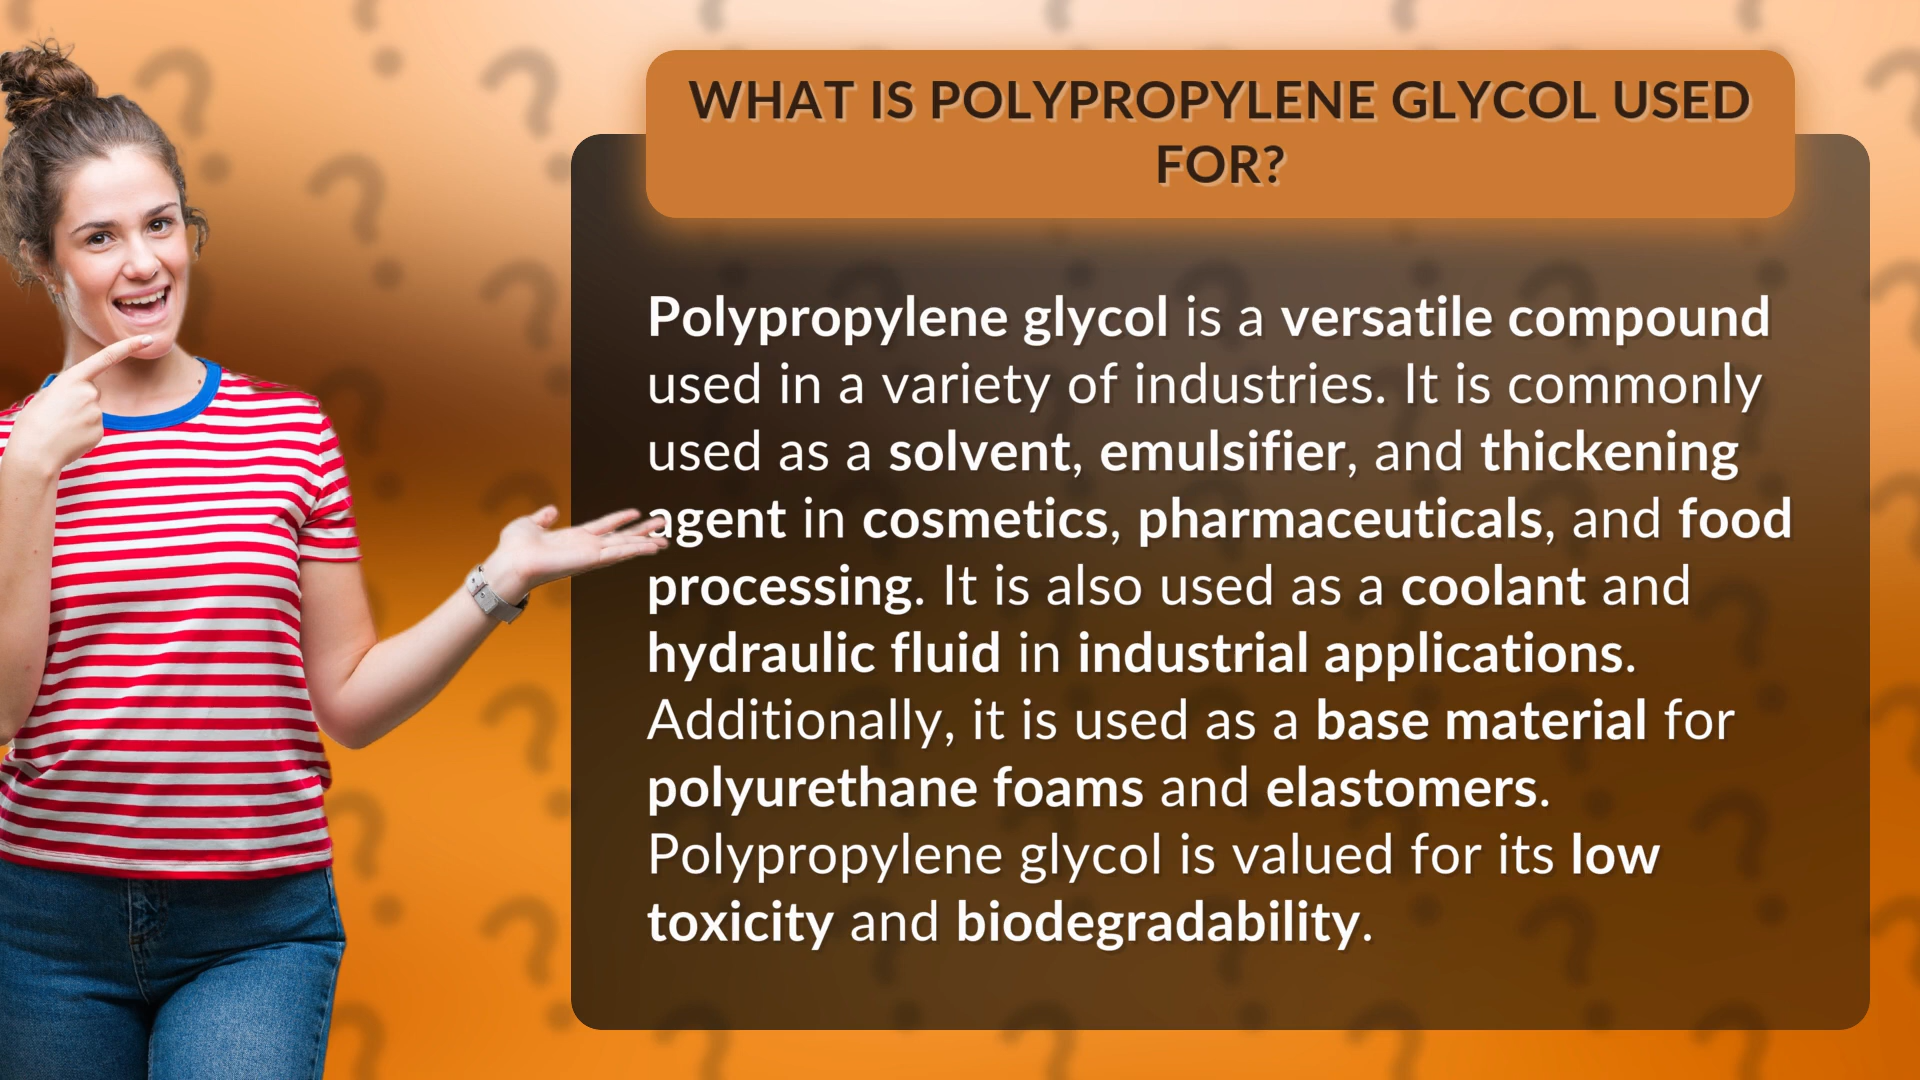 WHAT IS POLYPROPYLENE GLYCOL USED
FOR?
Polypropylene glycol is a versatile compound
used in a variety of industries. It is commonly
used as a solvent, emulsifier, and thickening
agent in cosmetics, pharmaceuticals, and food
processing. It is also used as a coolant and
hydraulic fluid in industrial applications.
Additionally, it is used as a base material for
polyurethane foams and elastomers.
Polypropylene glycol is valued for its low
toxicity and biodegradability.